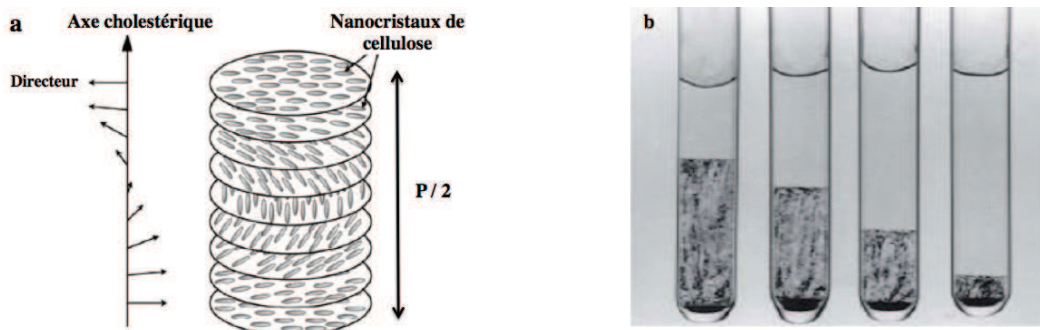 a
Axe cholestérique
Nanocristaux de
cellulose
Directeur
P / 2
b